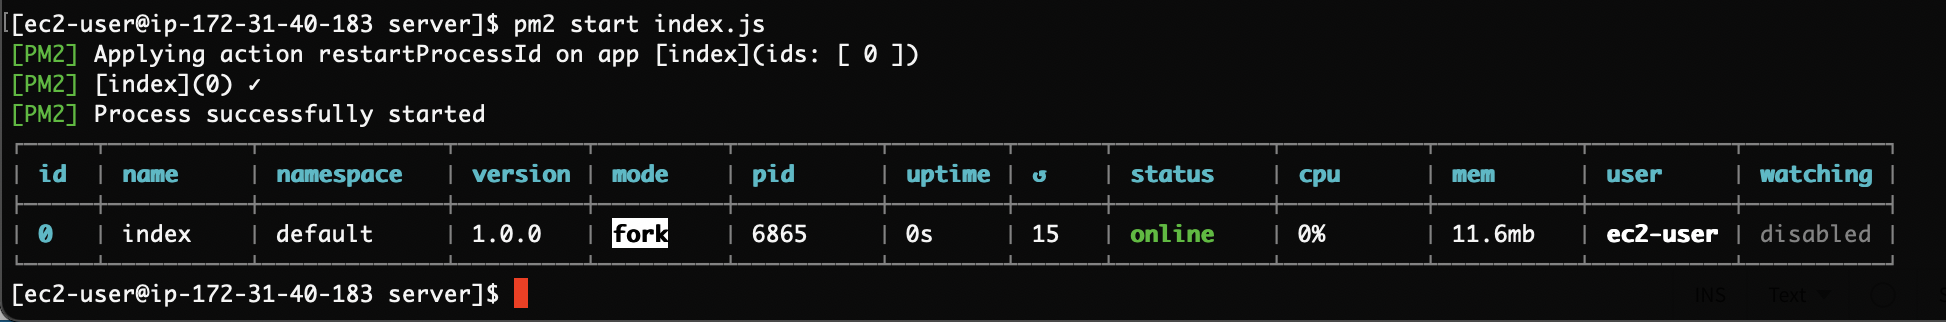 [ec2-user@ip-172-31-40-183 server]$ pm2 start index.js
[PM2] Applying action restartProcessId on app [index](ids: [ 0 ])
[PM2] [index](0) ✓
[PM2] Process successfully started
id name namespace version mode pid uptime ↺ status cpu mem user watching
0 index default 1.0.0 fork 6865 0s 15 online 0% 11.6mb ec2-user disabled
[ec2-user@ip-172-31-40-183 server]$
INS Text